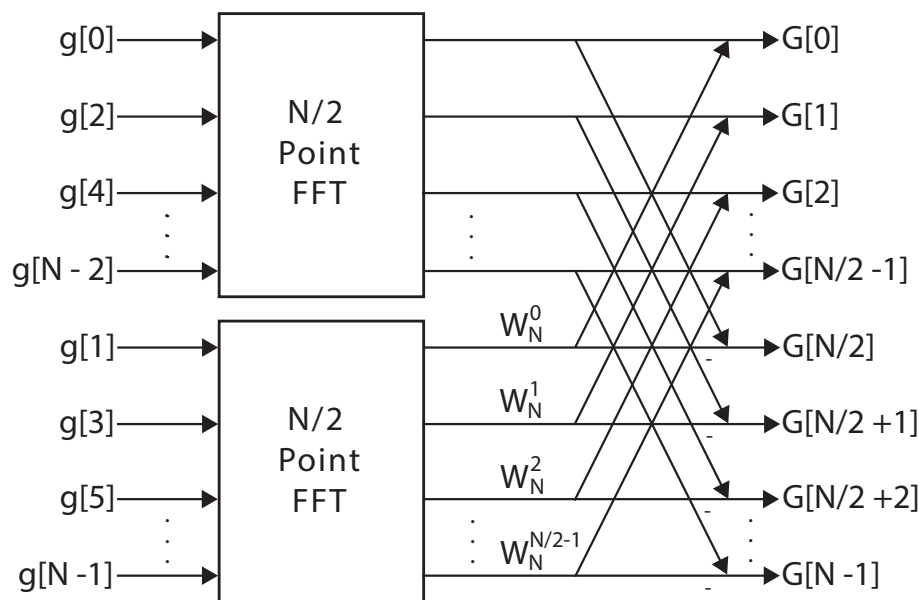 g[0]
g[2]
g[4]
g[N - 2]
N/2
Point
FFT
G[0]
G[1]
G[2]
G[N/2 -1]
g[1]
g[3]
g[5]
g[N -1]
N/2
Point
FFT
W_N^0
W_N^1
W_N^2
W_N^{N/2-1}
-
-
-
-
G[N/2]
G[N/2 +1]
G[N/2 +2]
G[N -1]